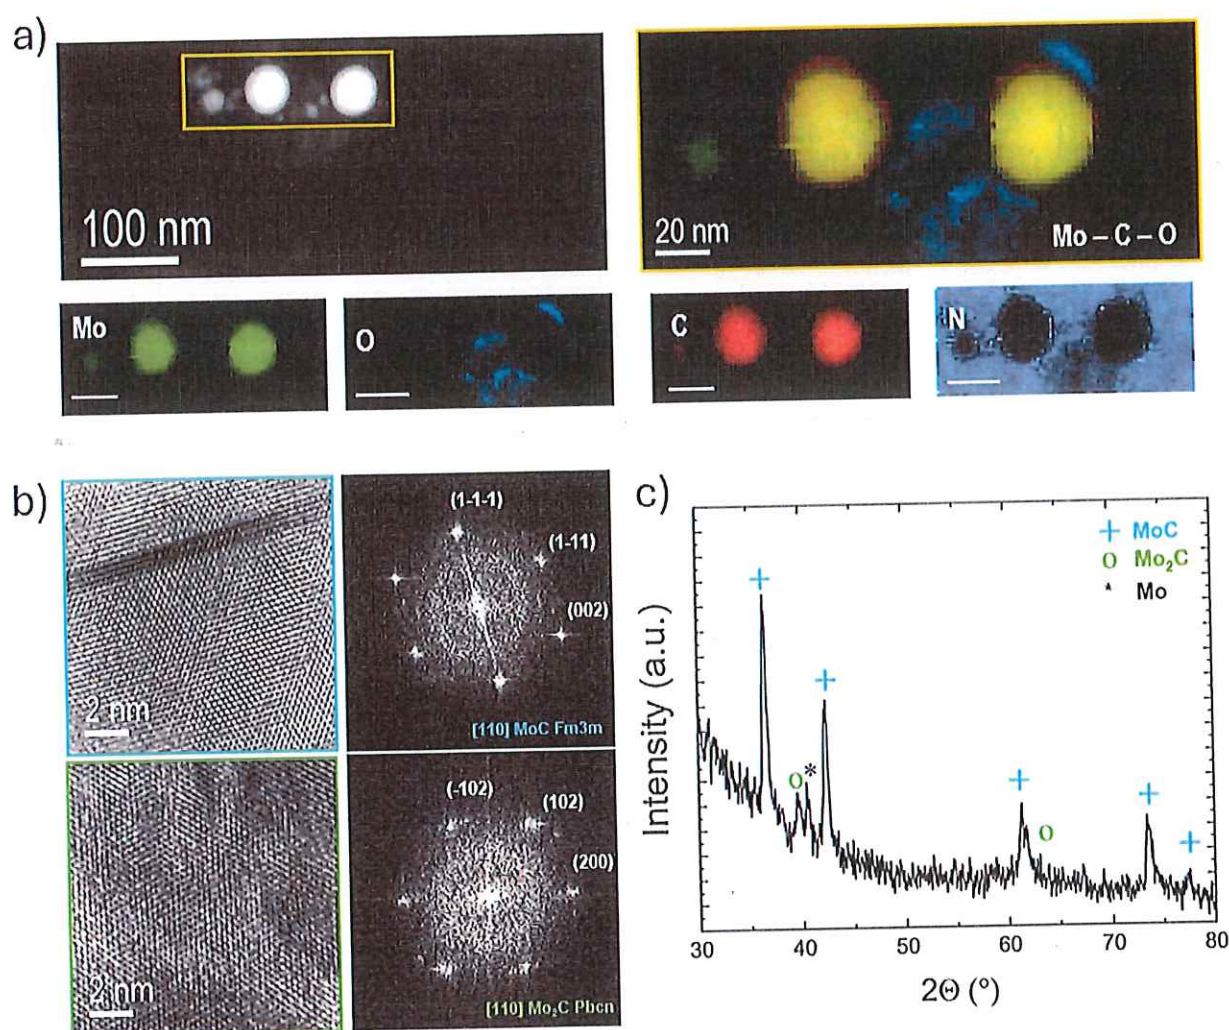 a)
100 nm
20 nm
Mo – C – O
Mo
O
C
N
b)
2 nm
(1-1-1)
(1-11)
(002)
[110] MoC Fm3m
2 nm
(-102)
(102)
(200)
[110] Mo₂C Pbcn
c)
Intensity (a.u.)
+ MoC
o Mo₂C
* Mo
o
*
30 40 50 60 70 80
2Θ (°)